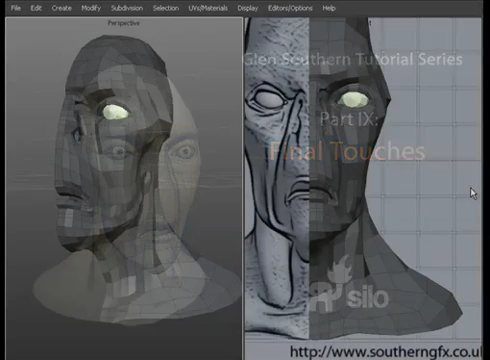 File Edit Create Modify Subdivision Selection UVs/Materials Display Editors/Options Help
Perspective
Glen Southern Tutorial Series
Part IX:
Final Touches
silo
http://www.southerngfx.co.u